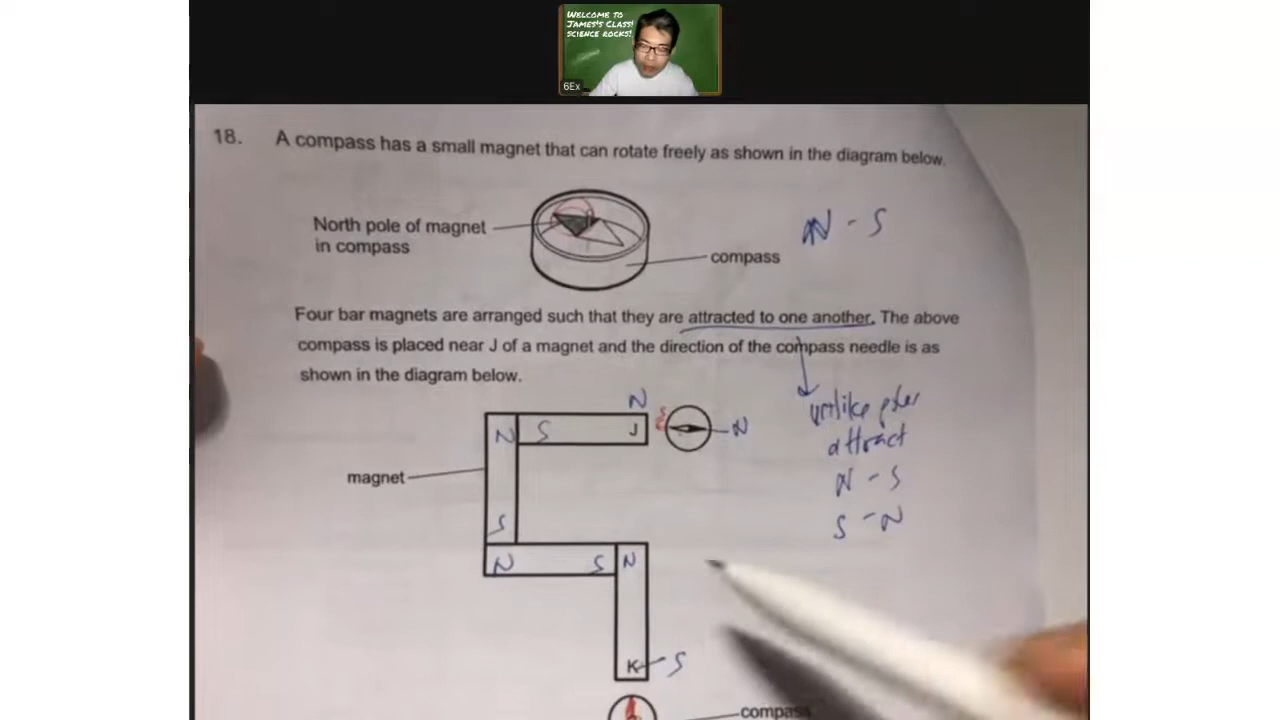 WELCOME TO
JAMES'S CLASS!
SCIENCE ROCKS!
6Ex
18. A compass has a small magnet that can rotate freely as shown in the diagram below.
North pole of magnet
in compass
compass
N - S
Four bar magnets are arranged such that they are attracted to one another. The above
compass is placed near J of a magnet and the direction of the compass needle is as
shown in the diagram below.
unlike
attract
N - S
S - N
N
N S J S N
magnet
S
N S N
K S
compass